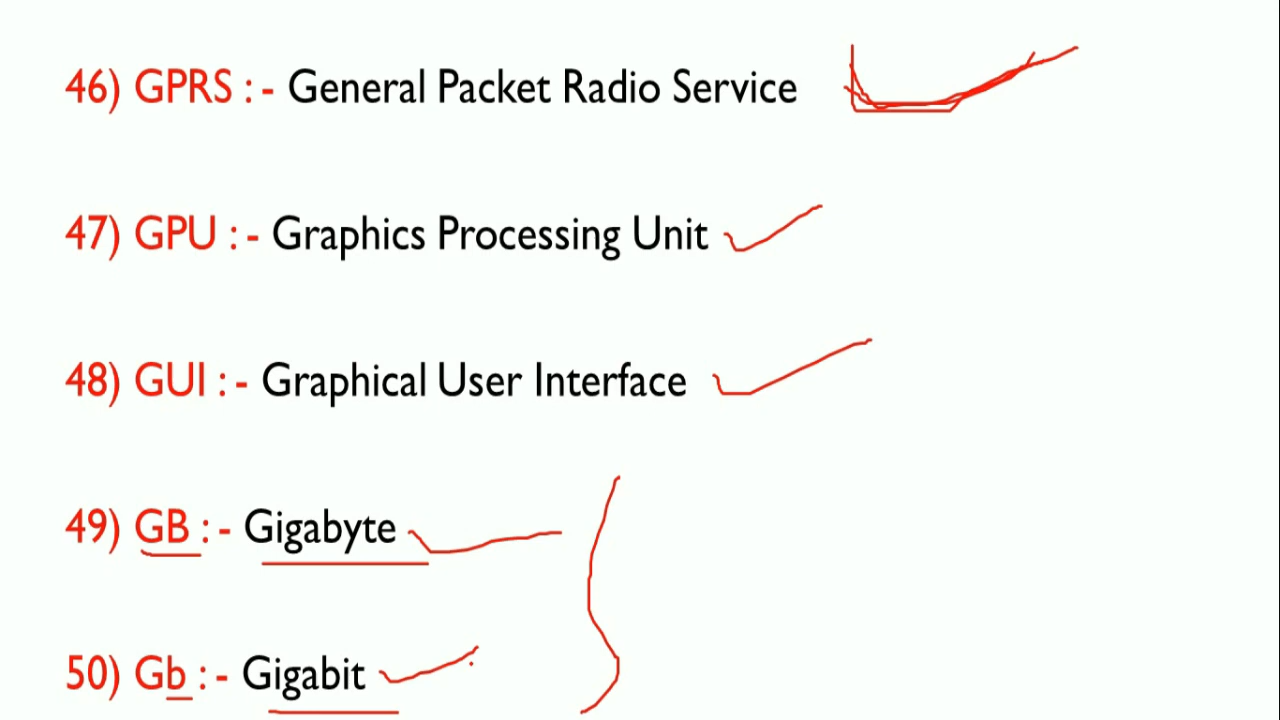 46) GPRS :- General Packet Radio Service
47) GPU :- Graphics Processing Unit
48) GUI :- Graphical User Interface
49) GB :- Gigabyte
50) Gb :- Gigabit